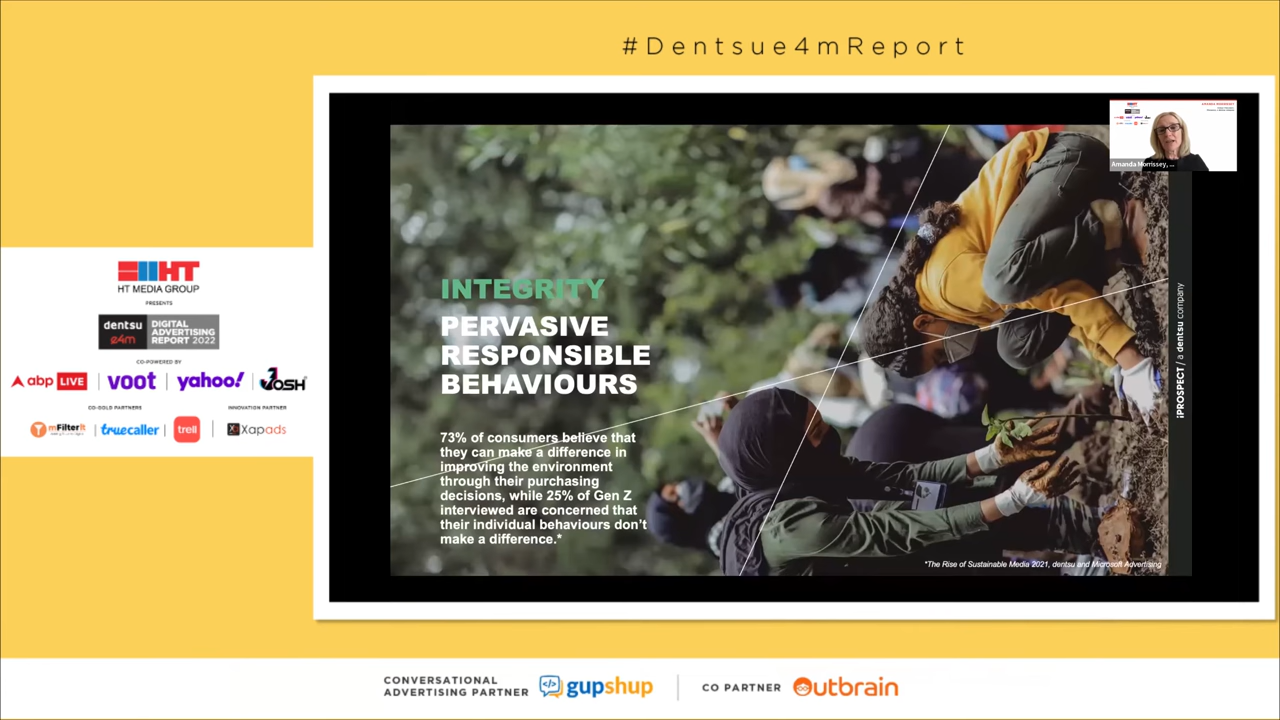 #Dentsue4mReport
HT
HT MEDIA GROUP
PRESENTS
dentsu
e4m
DIGITAL
ADVERTISING
REPORT 2022
CO-POWERED BY
abp LIVE
voot
yahoo!
JOSH
CO-GOLD PARTNERS
INNOVATION PARTNER
mFilterIt
truecaller
trell
Xapads
Amanda Morrissey, ...
INTEGRITY
PERVASIVE
RESPONSIBLE
BEHAVIOURS
73% of consumers believe that
they can make a difference in
improving the environment
through their purchasing
decisions, while 25% of Gen Z
interviewed are concerned that
their individual behaviours don't
make a difference.*
*The Rise of Sustainable Media 2021, dentsu and Microsoft Advertising
iPROSPECT / a dentsu company
CONVERSATIONAL
ADVERTISING PARTNER
gupshup
CO PARTNER
Outbrain